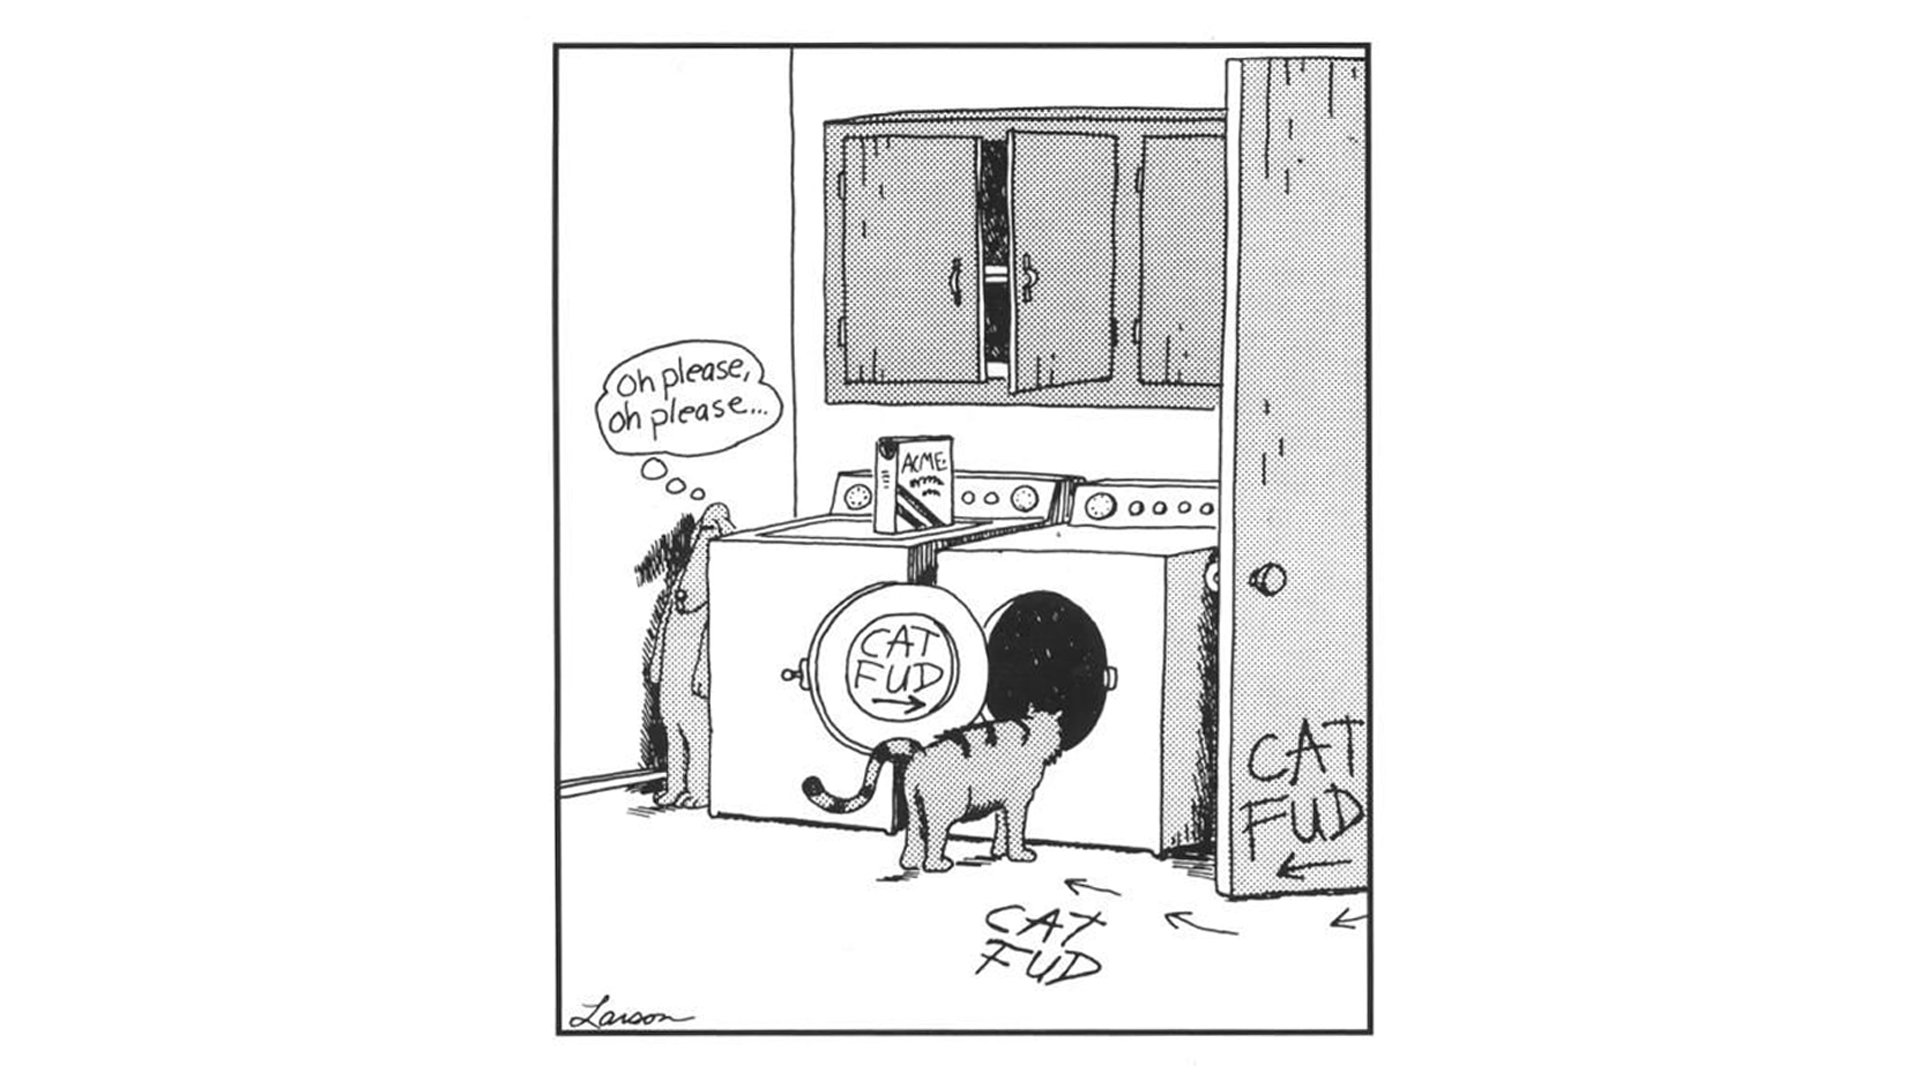 Oh please,
oh please...
ACME
CAT
FUD
CAT
FUD
CAT
FUD
Larson